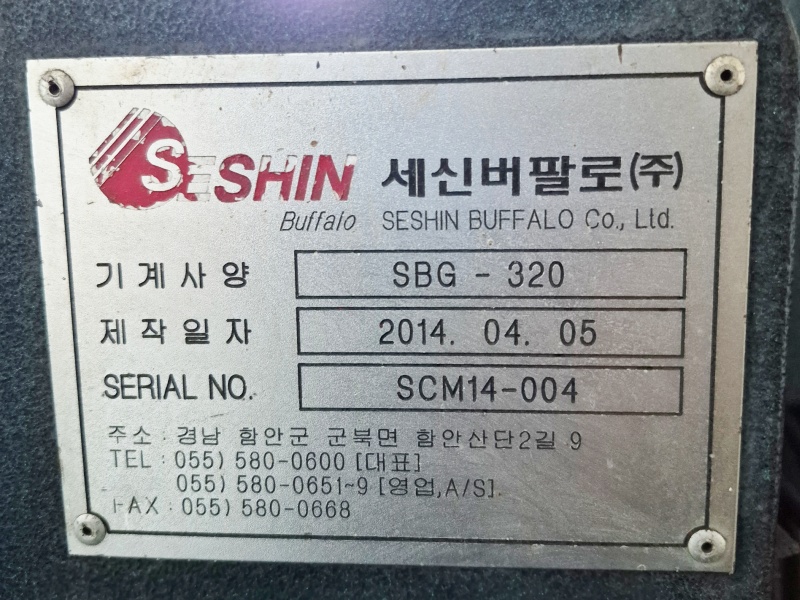 SESHIN 세신버팔로(주)
Buffalo SESHIN BUFFALO Co., Ltd.
기계사양 SBG - 320
제작일자 2014. 04. 05
SERIAL NO. SCM14-004
주소 : 경남 함안군 군북면 함안산단2길 9
TEL : 055) 580-0600 [대표]
055) 580-0651~9 [영업,A/S].
FAX : 055) 580-0668